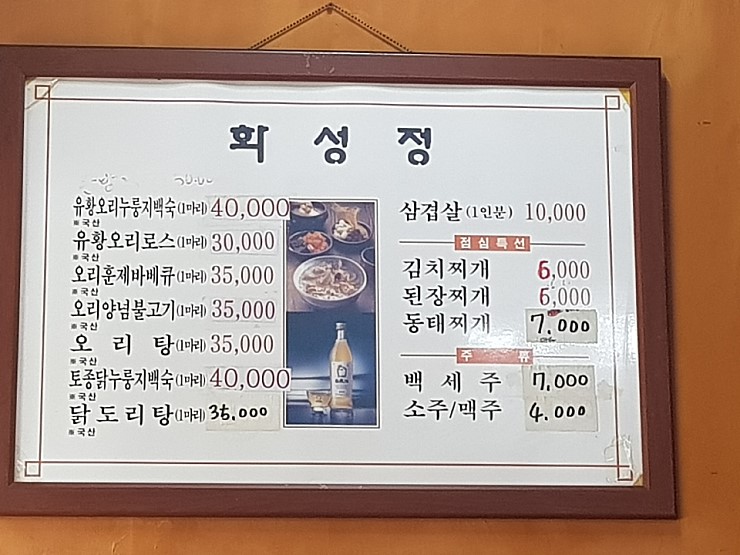 화 성 정
유황오리누룽지백숙(1마리) 40,000
※국산
유황오리로스(1마리) 30,000
※국산
오리훈제바베큐(1마리) 35,000
※국산
오리양념불고기(1마리) 35,000
※국산
오 리 탕(1마리) 35,000
※국산
토종닭누룽지백숙(1마리) 40,000
※국산
닭도리탕(1마리) 35.000
※국산
삼겹살(1인분) 10,000
점심특선
김치찌개 6,000
된장찌개 6,000
동태찌개 7.000
주 류
백 세 주 7,000
소주/맥주 4.000